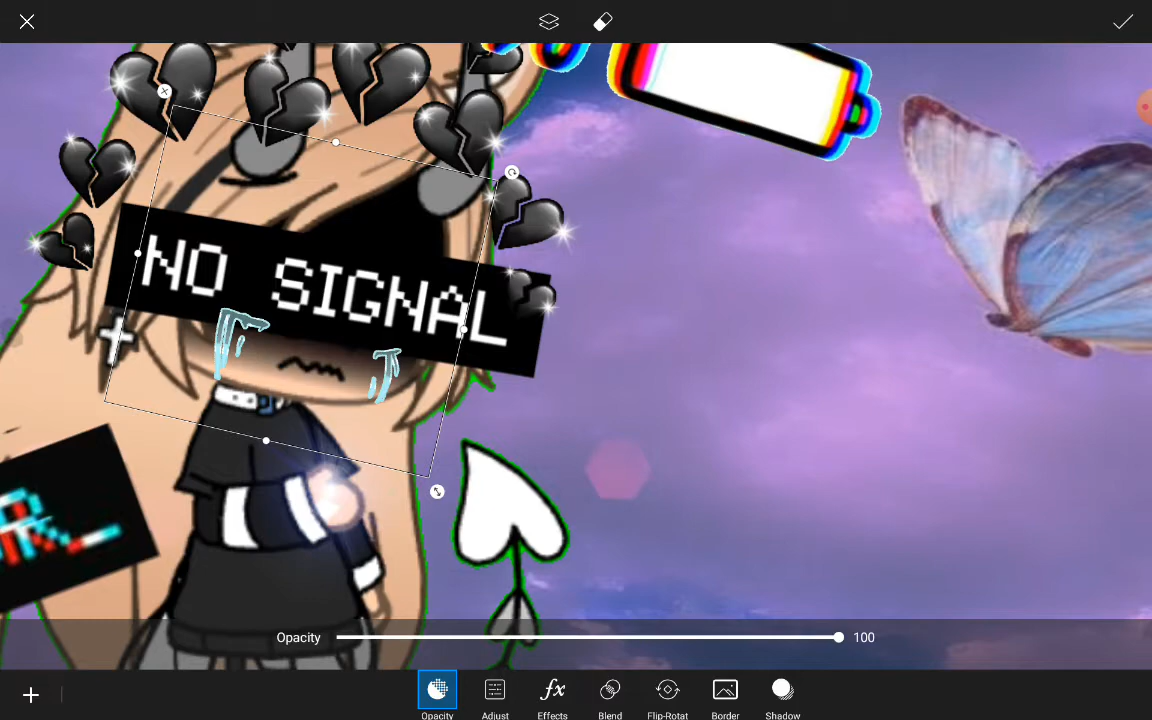 NO SIGNAL
Opacity 100
Opacity Adjust Effects Blend Flip-Rotat Border Shadow